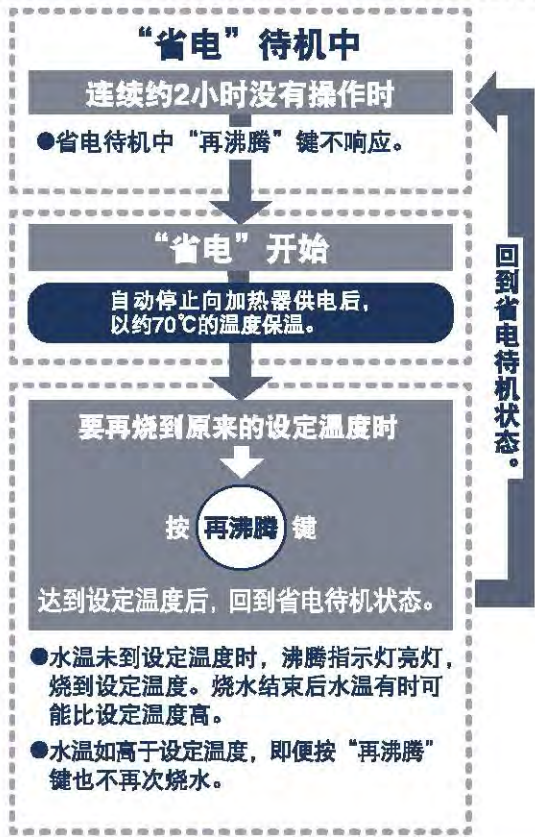 “省电”待机中
连续约2小时没有操作时
●省电待机中“再沸腾”键不响应。
“省电”开始
自动停止向加热器供电后，
以约70℃的温度保温。
要再烧到原来的设定温度时
按 再沸腾 键
达到设定温度后，回到省电待机状态。
●水温未到设定温度时，沸腾指示灯亮灯，
烧到设定温度。烧水结束后水温有时可
能比设定温度高。
●水温如高于设定温度，即便按“再沸腾”
键也不再次烧水。
回到省电待机状态。